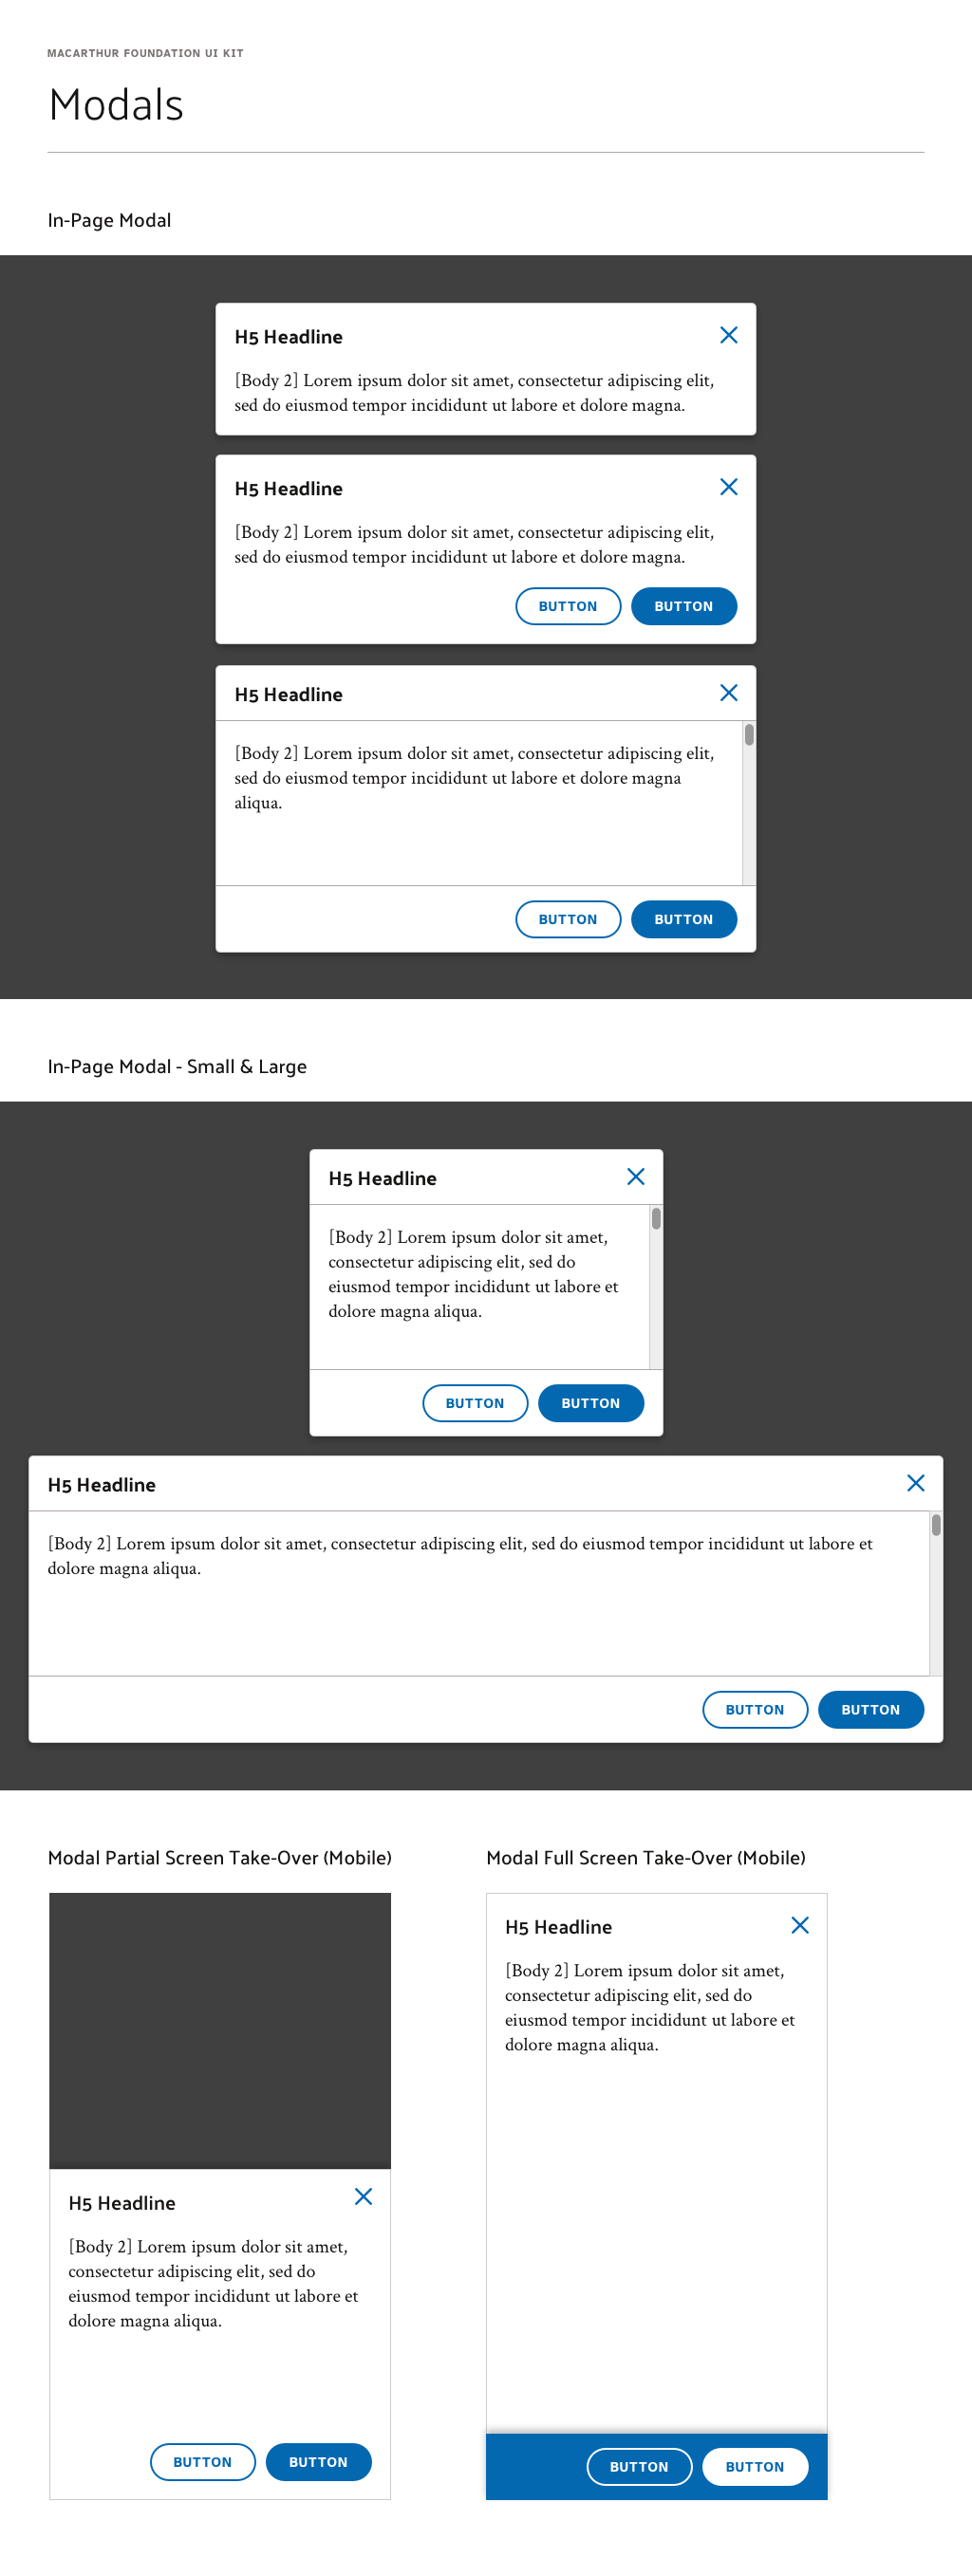 MACARTHUR FOUNDATION UI KIT
Modals
In-Page Modal
H5 Headline
[Body 2] Lorem ipsum dolor sit amet, consectetur adipiscing elit,
sed do eiusmod tempor incididunt ut labore et dolore magna.
H5 Headline
[Body 2] Lorem ipsum dolor sit amet, consectetur adipiscing elit,
sed do eiusmod tempor incididunt ut labore et dolore magna.
BUTTON BUTTON
H5 Headline
[Body 2] Lorem ipsum dolor sit amet, consectetur adipiscing elit,
sed do eiusmod tempor incididunt ut labore et dolore magna
aliqua.
BUTTON BUTTON
In-Page Modal - Small & Large
H5 Headline
[Body 2] Lorem ipsum dolor sit amet,
consectetur adipiscing elit, sed do
eiusmod tempor incididunt ut labore et
dolore magna aliqua.
BUTTON BUTTON
H5 Headline
[Body 2] Lorem ipsum dolor sit amet, consectetur adipiscing elit, sed do eiusmod tempor incididunt ut labore et
dolore magna aliqua.
BUTTON BUTTON
Modal Partial Screen Take-Over (Mobile)
H5 Headline
[Body 2] Lorem ipsum dolor sit amet,
consectetur adipiscing elit, sed do
eiusmod tempor incididunt ut labore et
dolore magna aliqua.
BUTTON BUTTON
Modal Full Screen Take-Over (Mobile)
H5 Headline
[Body 2] Lorem ipsum dolor sit amet,
consectetur adipiscing elit, sed do
eiusmod tempor incididunt ut labore et
dolore magna aliqua.
BUTTON BUTTON